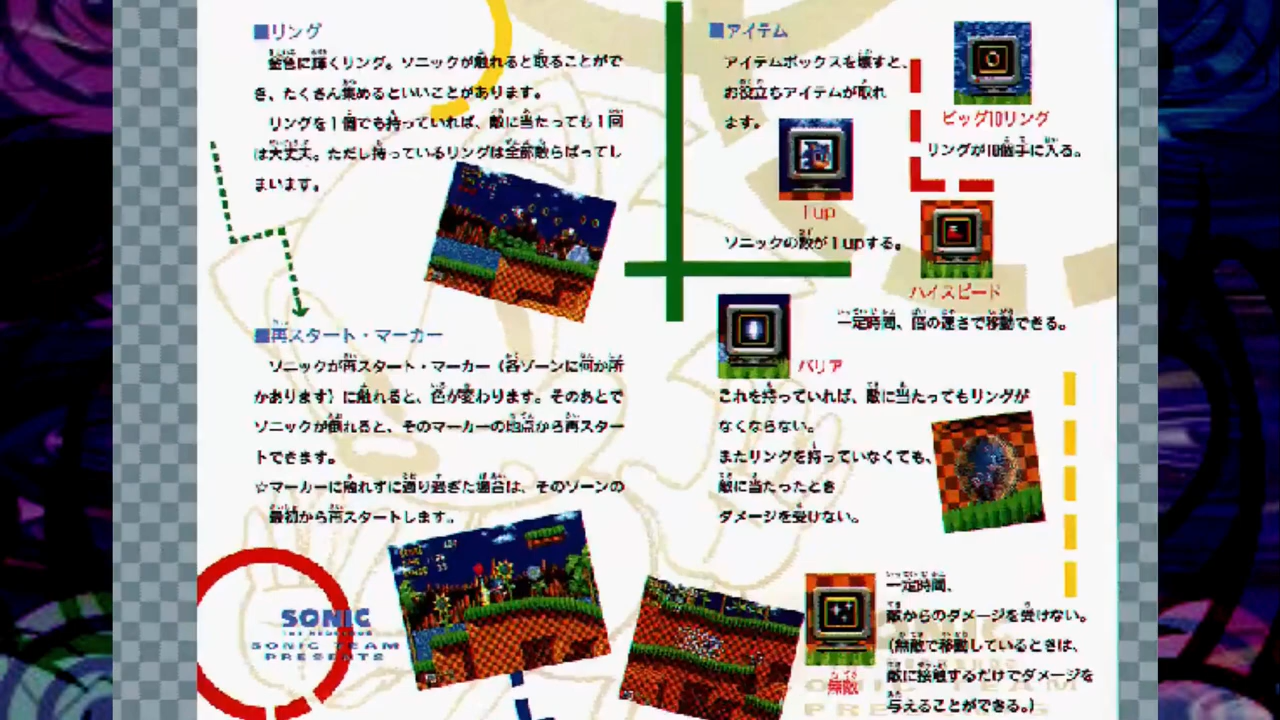 ■リング
金色に輝くリング。ソニックが触れると取ることがで
き、たくさん集めるといいことがあります。
リングを1個でも持っていれば、敵に当たっても1回
は大丈夫。ただし持っているリングは全部散らばってし
まいます。
■再スタート・マーカー
ソニックが再スタート・マーカー（各ゾーンに何か所
かあります）に触れると、色が変わります。そのあとで
ソニックが倒れると、そのマーカーの地点から再スター
トできます。
☆マーカーに触れずに通り過ぎた場合は、そのゾーンの
最初から再スタートします。
SONIC
THE HEDGEHOG
SONIC TEAM
PRESENTS
■アイテム
アイテムボックスを壊すと、
お役立ちアイテムが取れ
ます。
ビッグ10リング
リングが10個手に入る。
1up
ソニックの数が1upする。
ハイスピード
一定時間、倍の速さで移動できる。
バリア
これを持っていれば、敵に当たってもリングが
なくならない。
またリングを持っていなくても、
敵に当たったとき
ダメージを受けない。
無敵
一定時間、
敵からのダメージを受けない。
（無敵で移動しているときは、
敵に接触するだけでダメージを
与えることができる。）